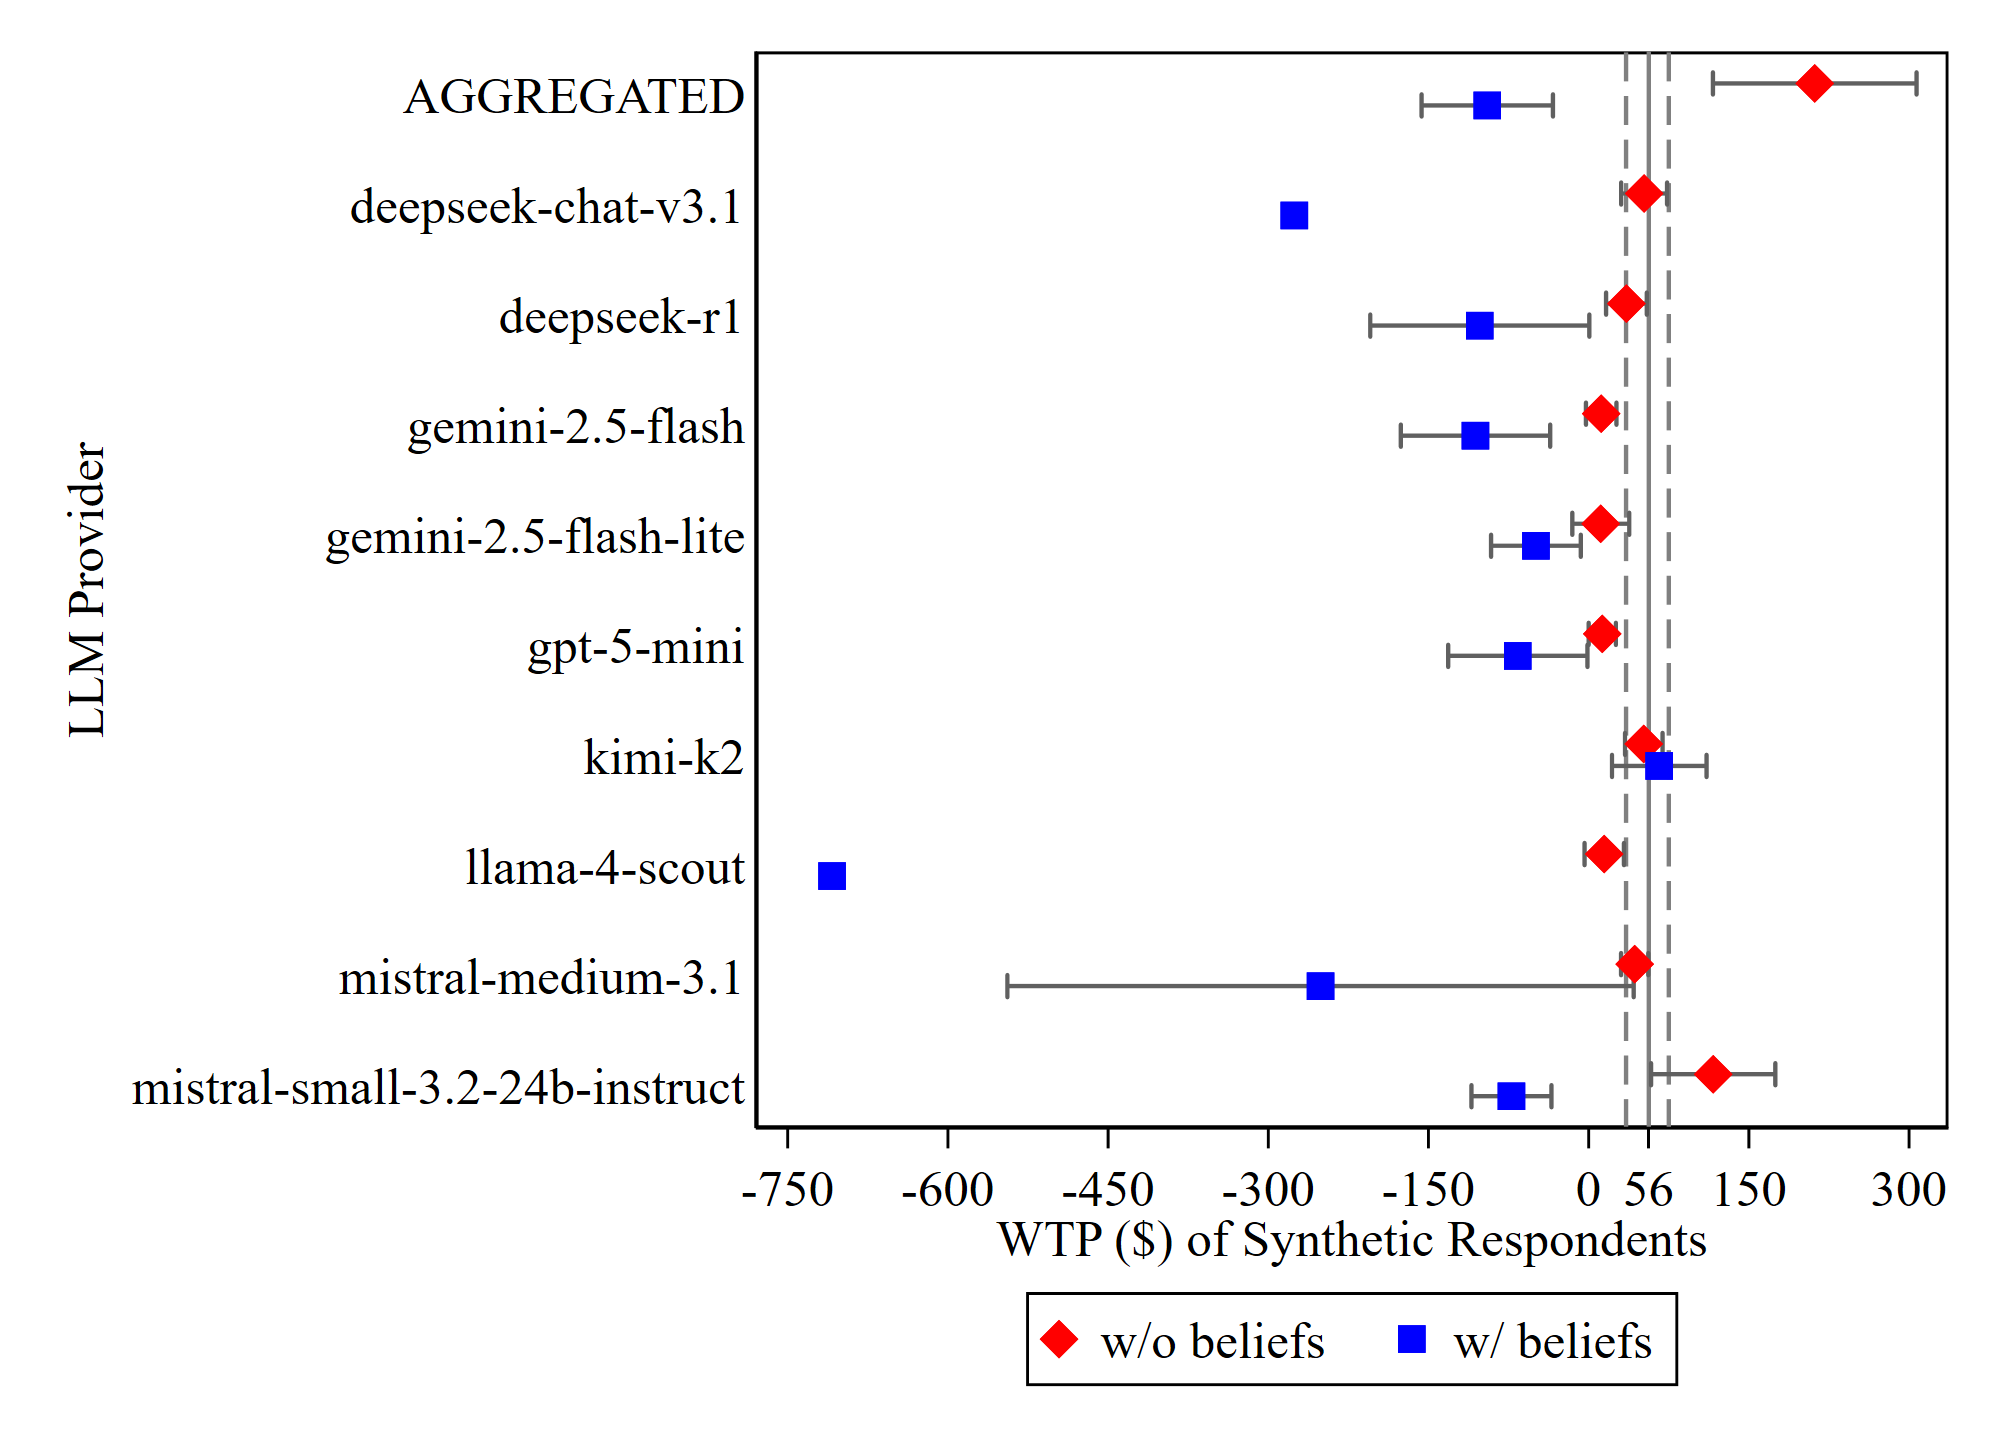 AGGREGATED
deepseek-chat-v3.1
deepseek-r1
gemini-2.5-flash
gemini-2.5-flash-lite
gpt-5-mini
kimi-k2
llama-4-scout
mistral-medium-3.1
mistral-small-3.2-24b-instruct
LLM Provider
-750 -600 -450 -300 -150 0 56 150 300
WTP ($) of Synthetic Respondents
w/o beliefs w/ beliefs